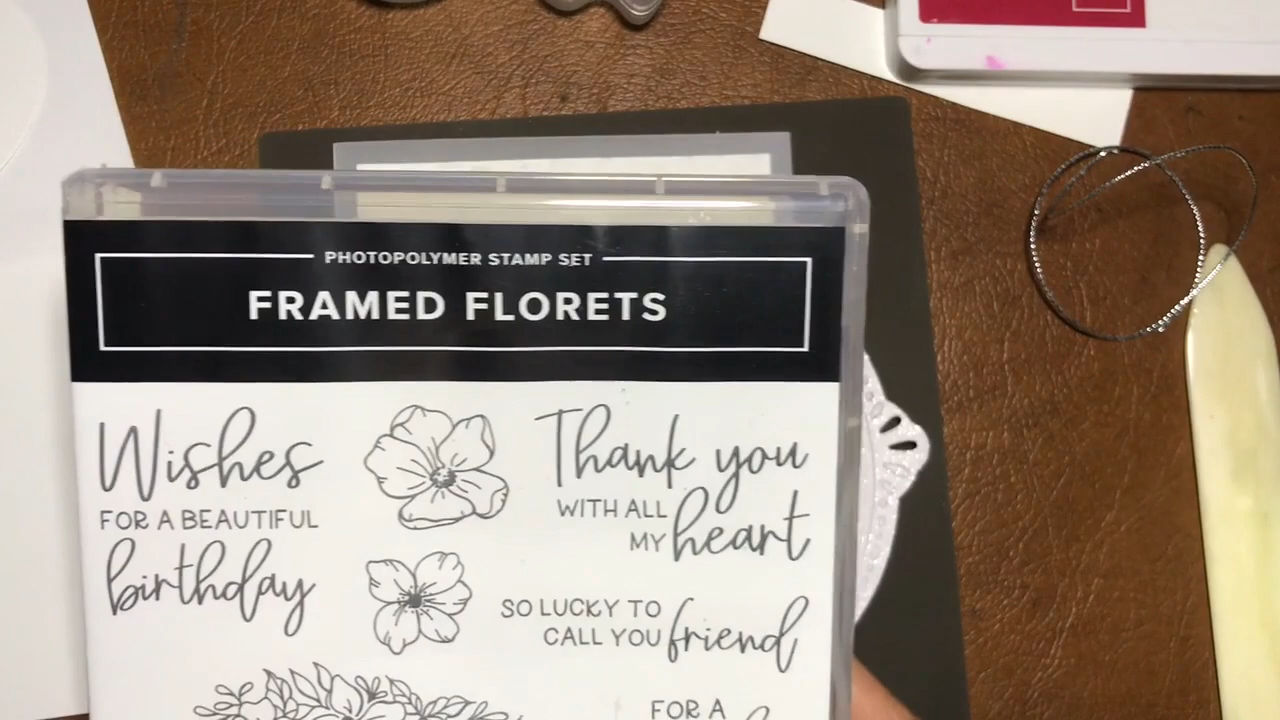 PHOTOPOLYMER STAMP SET
FRAMED FLORETS
Wishes
FOR A BEAUTIFUL
birthday
Thank you
WITH ALL
MY heart
SO LUCKY TO
CALL YOU friend
FOR A